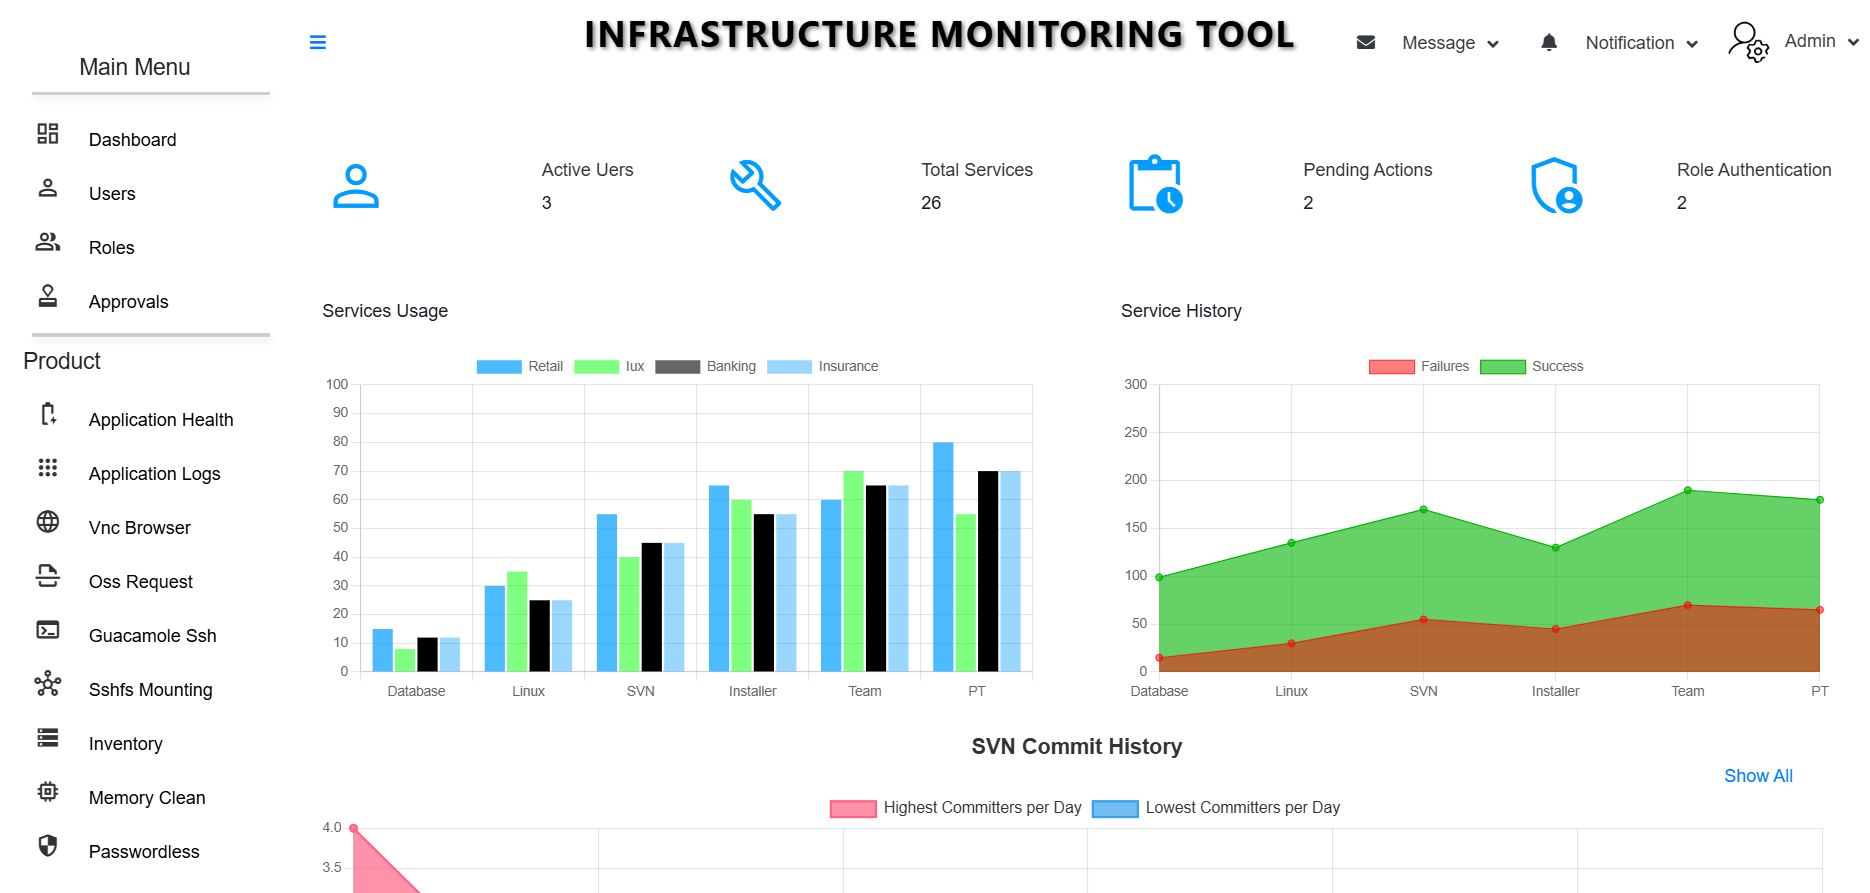 INFRASTRUCTURE MONITORING TOOL
Message
Notification
Admin
Main Menu
Dashboard
Users
Roles
Approvals
Product
Application Health
Application Logs
Vnc Browser
Oss Request
Guacamole Ssh
Sshfs Mounting
Inventory
Memory Clean
Passwordless
Active Uers
3
Total Services
26
Pending Actions
2
Role Authentication
2
Services Usage
Retail Iux Banking Insurance
100
90
80
70
60
50
40
30
20
10
0
Database Linux SVN Installer Team PT
Service History
Failures Success
300
250
200
150
100
50
0
Database Linux SVN Installer Team PT
SVN Commit History
Show All
Highest Committers per Day Lowest Committers per Day
4.0
3.5